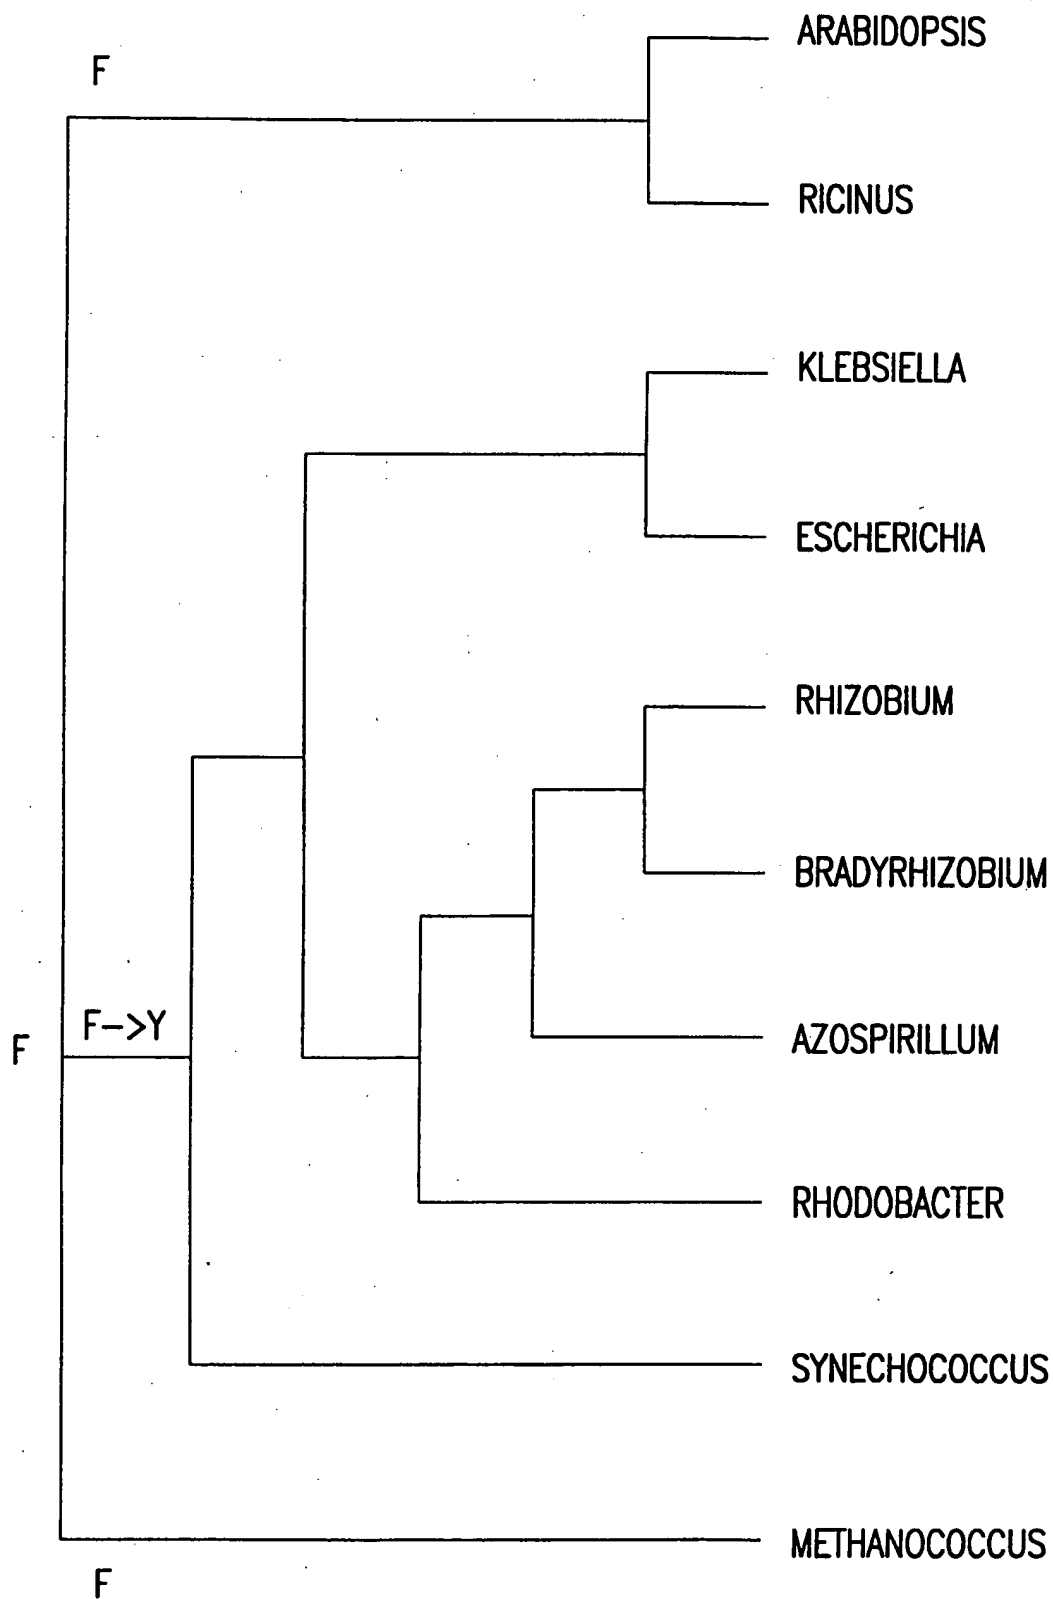 ARABIDOPSIS
F
RICINUS
KLEBSIELLA
ESCHERICHIA
RHIZOBIUM
BRADYRHIZOBIUM
F->Y
F
AZOSPIRILLUM
RHODOBACTER
SYNECHOCOCCUS
METHANOCOCCUS
F